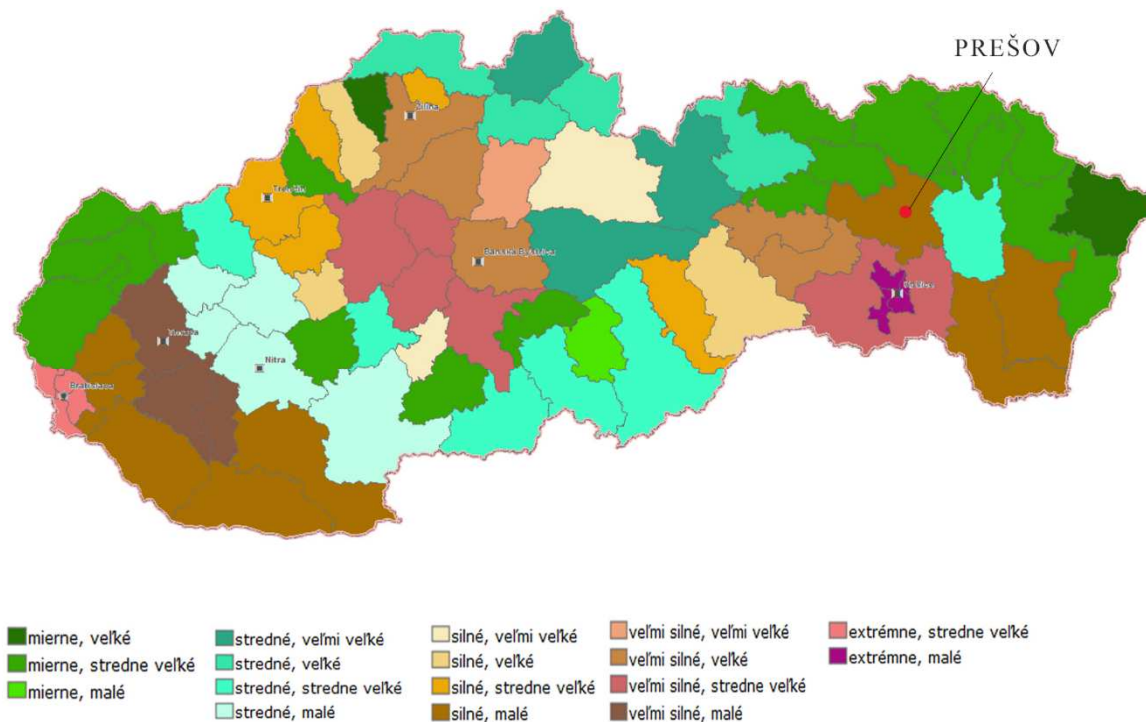 PREŠOV
Žilina
Trenčín
Banská Bystrica
Košice
Trnava
Nitra
Bratislava
mierne, veľké
mierne, stredne veľké
mierne, malé
stredné, veľmi veľké
stredné, veľké
stredné, stredne veľké
stredné, malé
silné, veľmi veľké
silné, veľké
silné, stredne veľké
silné, malé
veľmi silné, veľmi veľké
veľmi silné, veľké
veľmi silné, stredne veľké
veľmi silné, malé
extrémne, stredne veľké
extrémne, malé